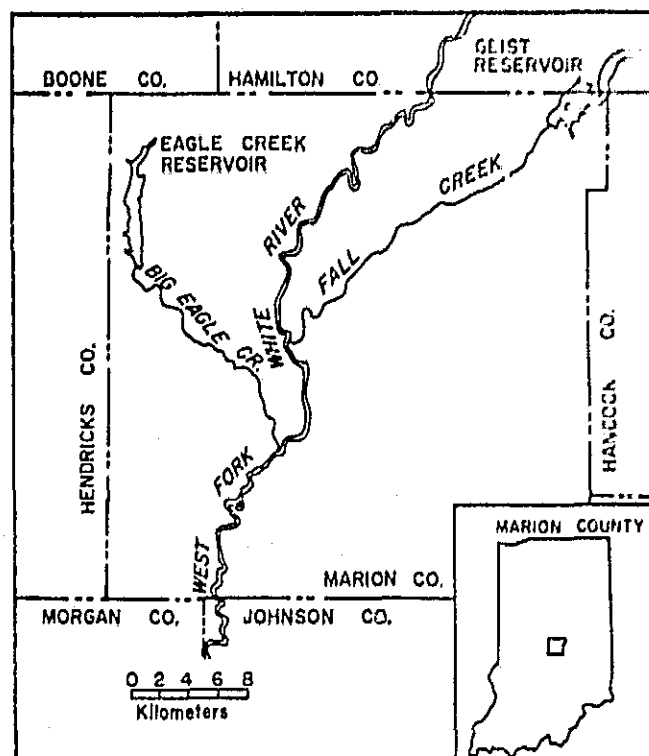 GEIST
RESERVOIR
BOONE CO.
HAMILTON CO
EAGLE CREEK
RESERVOIR
CREEK
FALL
RIVER
WHITE
BIG EAGLE CR.
FORK
WEST
HENDRICKS CO.
HANCOCK CO.
MARION COUNTY
MARION CO.
MORGAN CO.
JOHNSON CO.
0 2 4 6 8
Kilometers